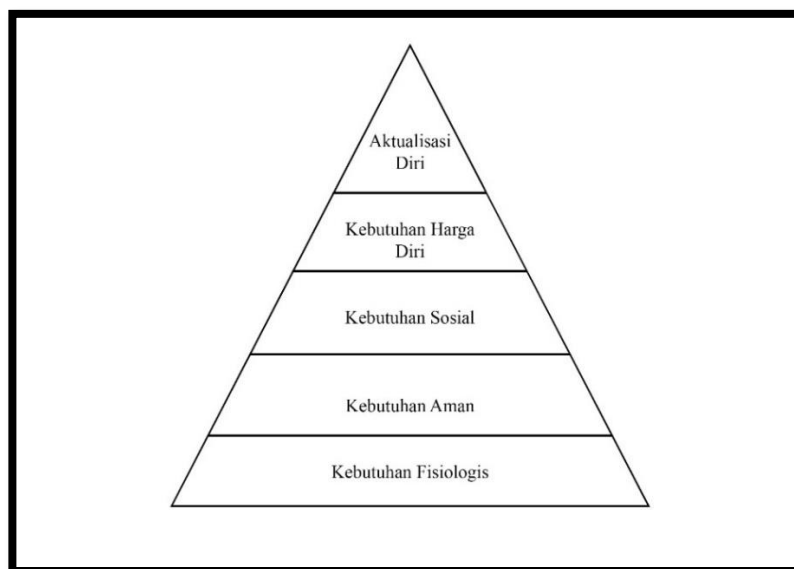 Aktualisasi
Diri
Kebutuhan Harga
Diri
Kebutuhan Sosial
Kebutuhan Aman
Kebutuhan Fisiologis